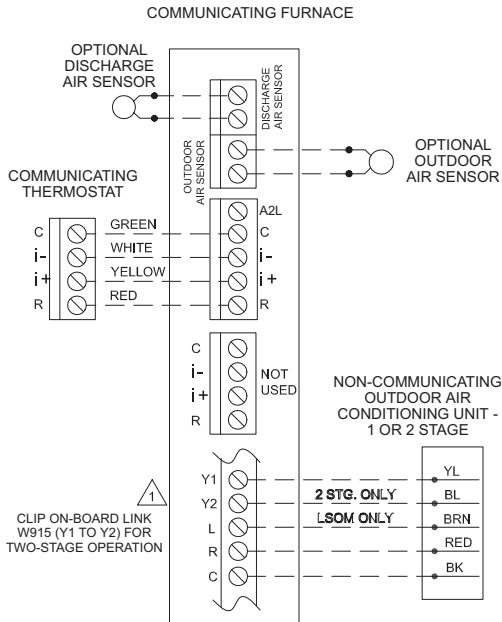 COMMUNICATING FURNACE
OPTIONAL
DISCHARGE
AIR SENSOR
DISCHARGE
AIR SENSOR
OUTDOOR
AIR SENSOR
OPTIONAL
OUTDOOR
AIR SENSOR
COMMUNICATING
THERMOSTAT
A2L
C GREEN C
i- WHITE i-
i+ YELLOW i+
R RED R
C
i-
i+
R
NOT
USED
NON-COMMUNICATING
OUTDOOR AIR
CONDITIONING UNIT -
1 OR 2 STAGE
1
CLIP ON-BOARD LINK
W915 (Y1 TO Y2) FOR
TWO-STAGE OPERATION
Y1 YL
Y2 2 STG. ONLY BL
L LSOM ONLY BRN
R RED
C BK